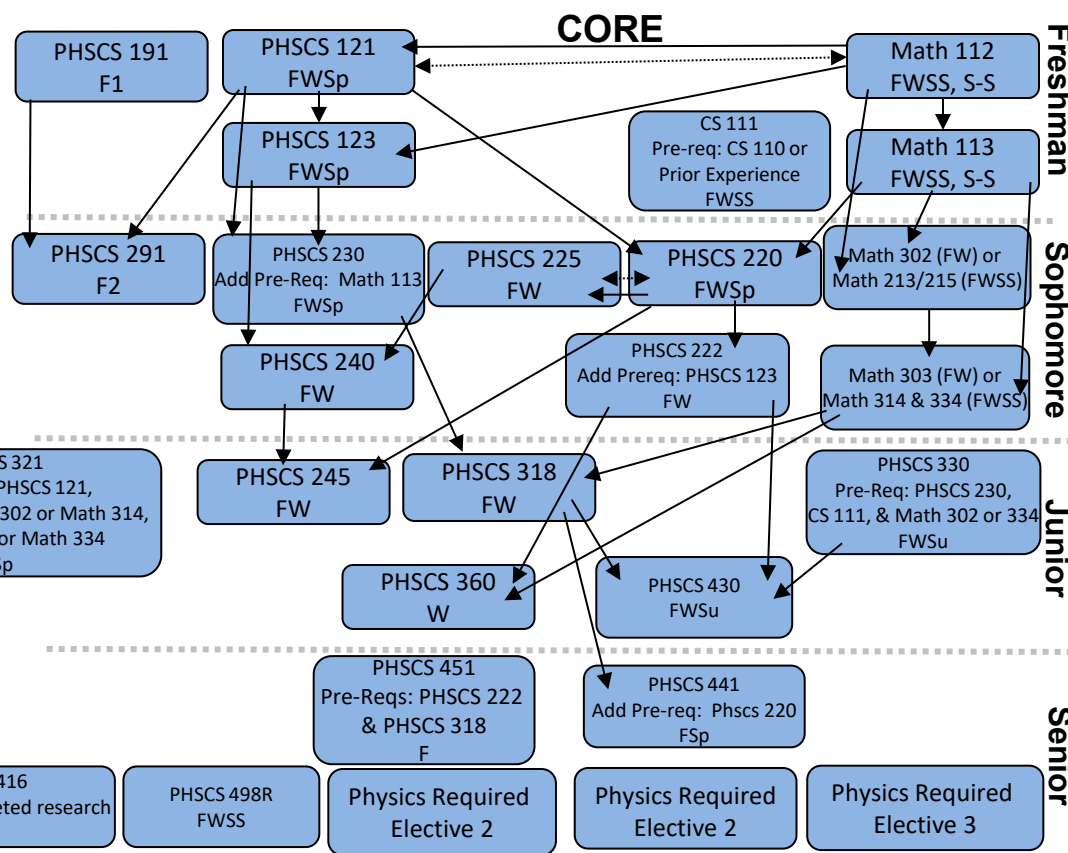 CORE
Freshman
PHSCS 191
F1
PHSCS 121
FWSp
Math 112
FWSS, S-S
PHSCS 123
FWSp
CS 111
Pre-req: CS 110 or
Prior Experience
FWSS
Math 113
FWSS, S-S
Sophomore
PHSCS 291
F2
PHSCS 230
Add Pre-Req: Math 113
FWSp
PHSCS 225
FW
PHSCS 220
FWSp
Math 302 (FW) or
Math 213/215 (FWSS)
PHSCS 240
FW
PHSCS 222
Add Prereq: PHSCS 123
FW
Math 303 (FW) or
Math 314 & 334 (FWSS)
Junior
S 321
PHSCS 121,
302 or Math 314,
or Math 334
Sp
PHSCS 245
FW
PHSCS 318
FW
PHSCS 330
Pre-Req: PHSCS 230,
CS 111, & Math 302 or 334
FWSu
PHSCS 360
W
PHSCS 430
FWSu
Senior
PHSCS 451
Pre-Reqs: PHSCS 222
& PHSCS 318
F
PHSCS 441
Add Pre-req: Phscs 220
FSp
416
eted research
PHSCS 498R
FWSS
Physics Required
Elective 2
Physics Required
Elective 2
Physics Required
Elective 3